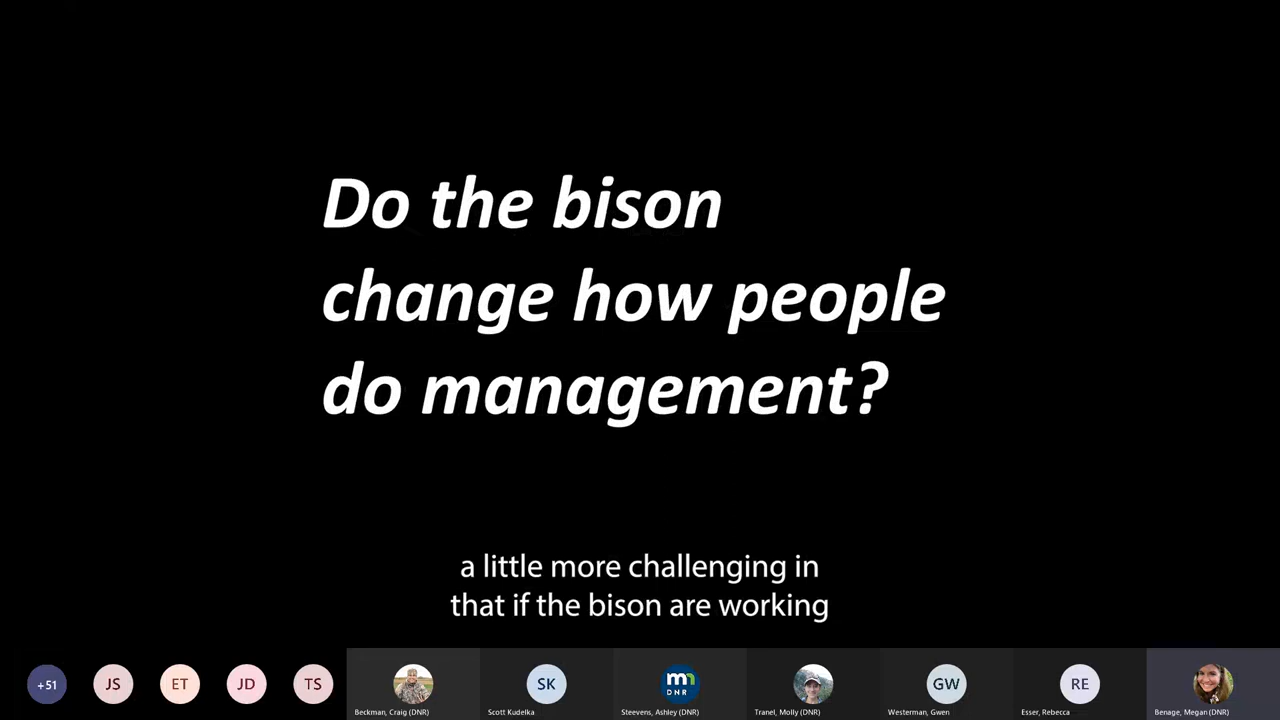 Do the bison
change how people
do management?
a little more challenging in
that if the bison are working
+51
JS
ET
JD
TS
Beckman, Craig (DNR)
SK
Scott Kudelka
mn
DNR
Steevens, Ashley (DNR)
Tranel, Molly (DNR)
GW
Westerman, Gwen
RE
Esser, Rebecca
Benage, Megan (DNR)